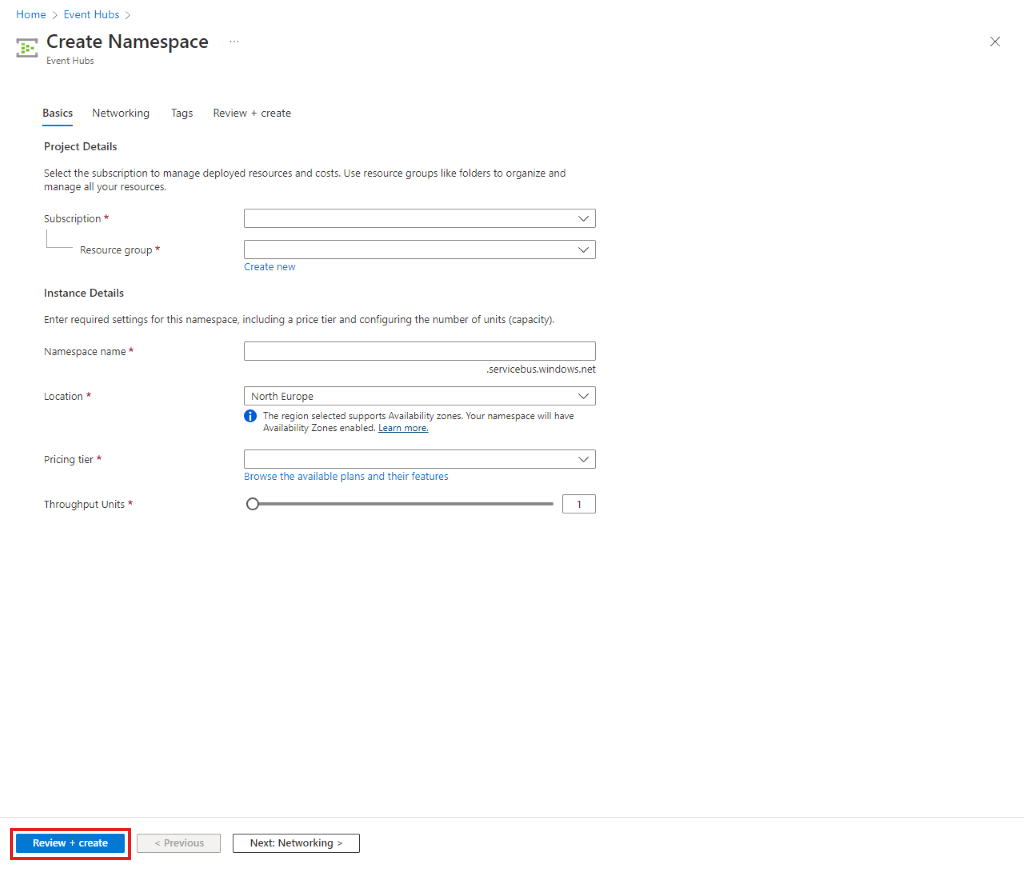 Home > Event Hubs >
Create Namespace ...
Event Hubs
Basics Networking Tags Review + create
Project Details
Select the subscription to manage deployed resources and costs. Use resource groups like folders to organize and
manage all your resources.
Subscription *
Resource group *
Create new
Instance Details
Enter required settings for this namespace, including a price tier and configuring the number of units (capacity).
Namespace name *
.servicebus.windows.net
Location * North Europe
The region selected supports Availability zones. Your namespace will have
Availability Zones enabled. Learn more.
Pricing tier *
Browse the available plans and their features
Throughput Units * 1
Review + create < Previous Next: Networking >